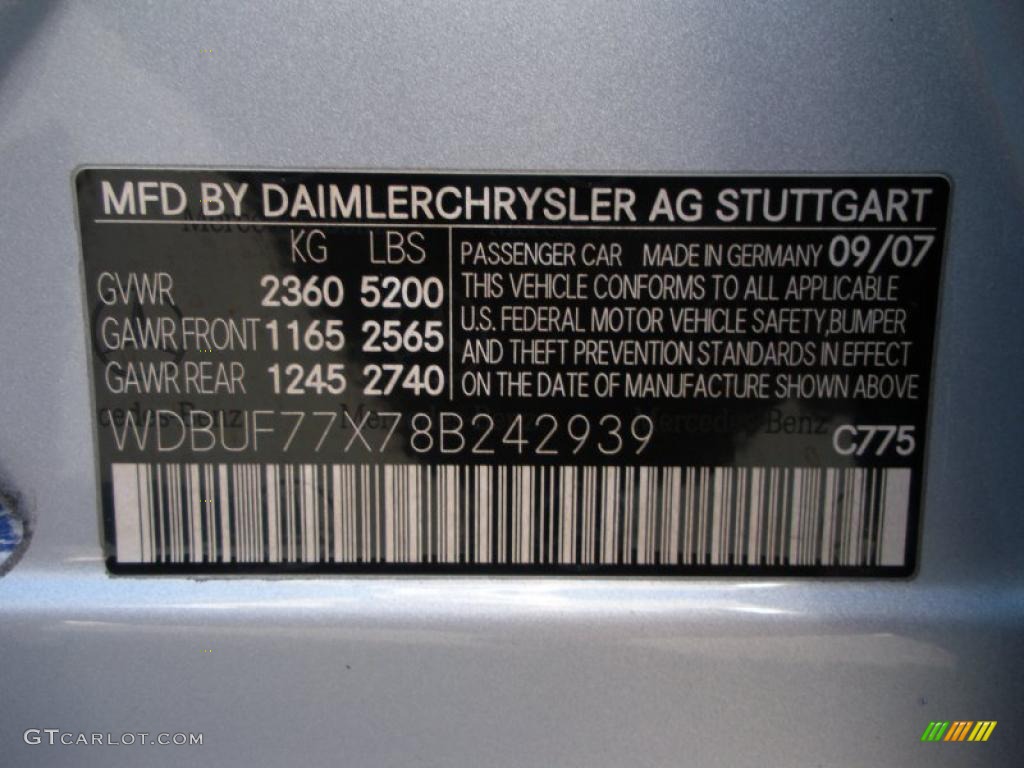 MFD BY DAIMLERCHRYSLER AG STUTTGART
KG LBS
GVWR 2360 5200
GAWR FRONT 1165 2565
GAWR REAR 1245 2740
PASSENGER CAR MADE IN GERMANY 09/07
THIS VEHICLE CONFORMS TO ALL APPLICABLE
U.S. FEDERAL MOTOR VEHICLE SAFETY,BUMPER
AND THEFT PREVENTION STANDARDS IN EFFECT
ON THE DATE OF MANUFACTURE SHOWN ABOVE
WDBUF77X78B242939 C775
GTCARLOT.COM